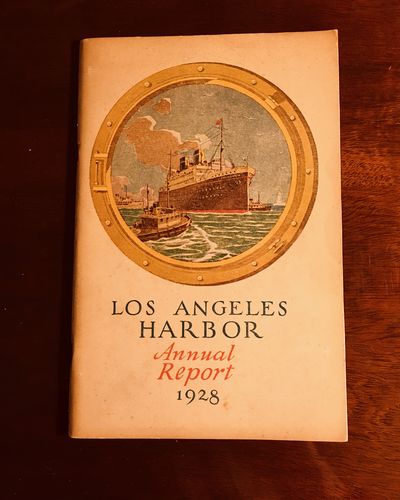 LOS ANGELES
HARBOR
Annual
Report
1928